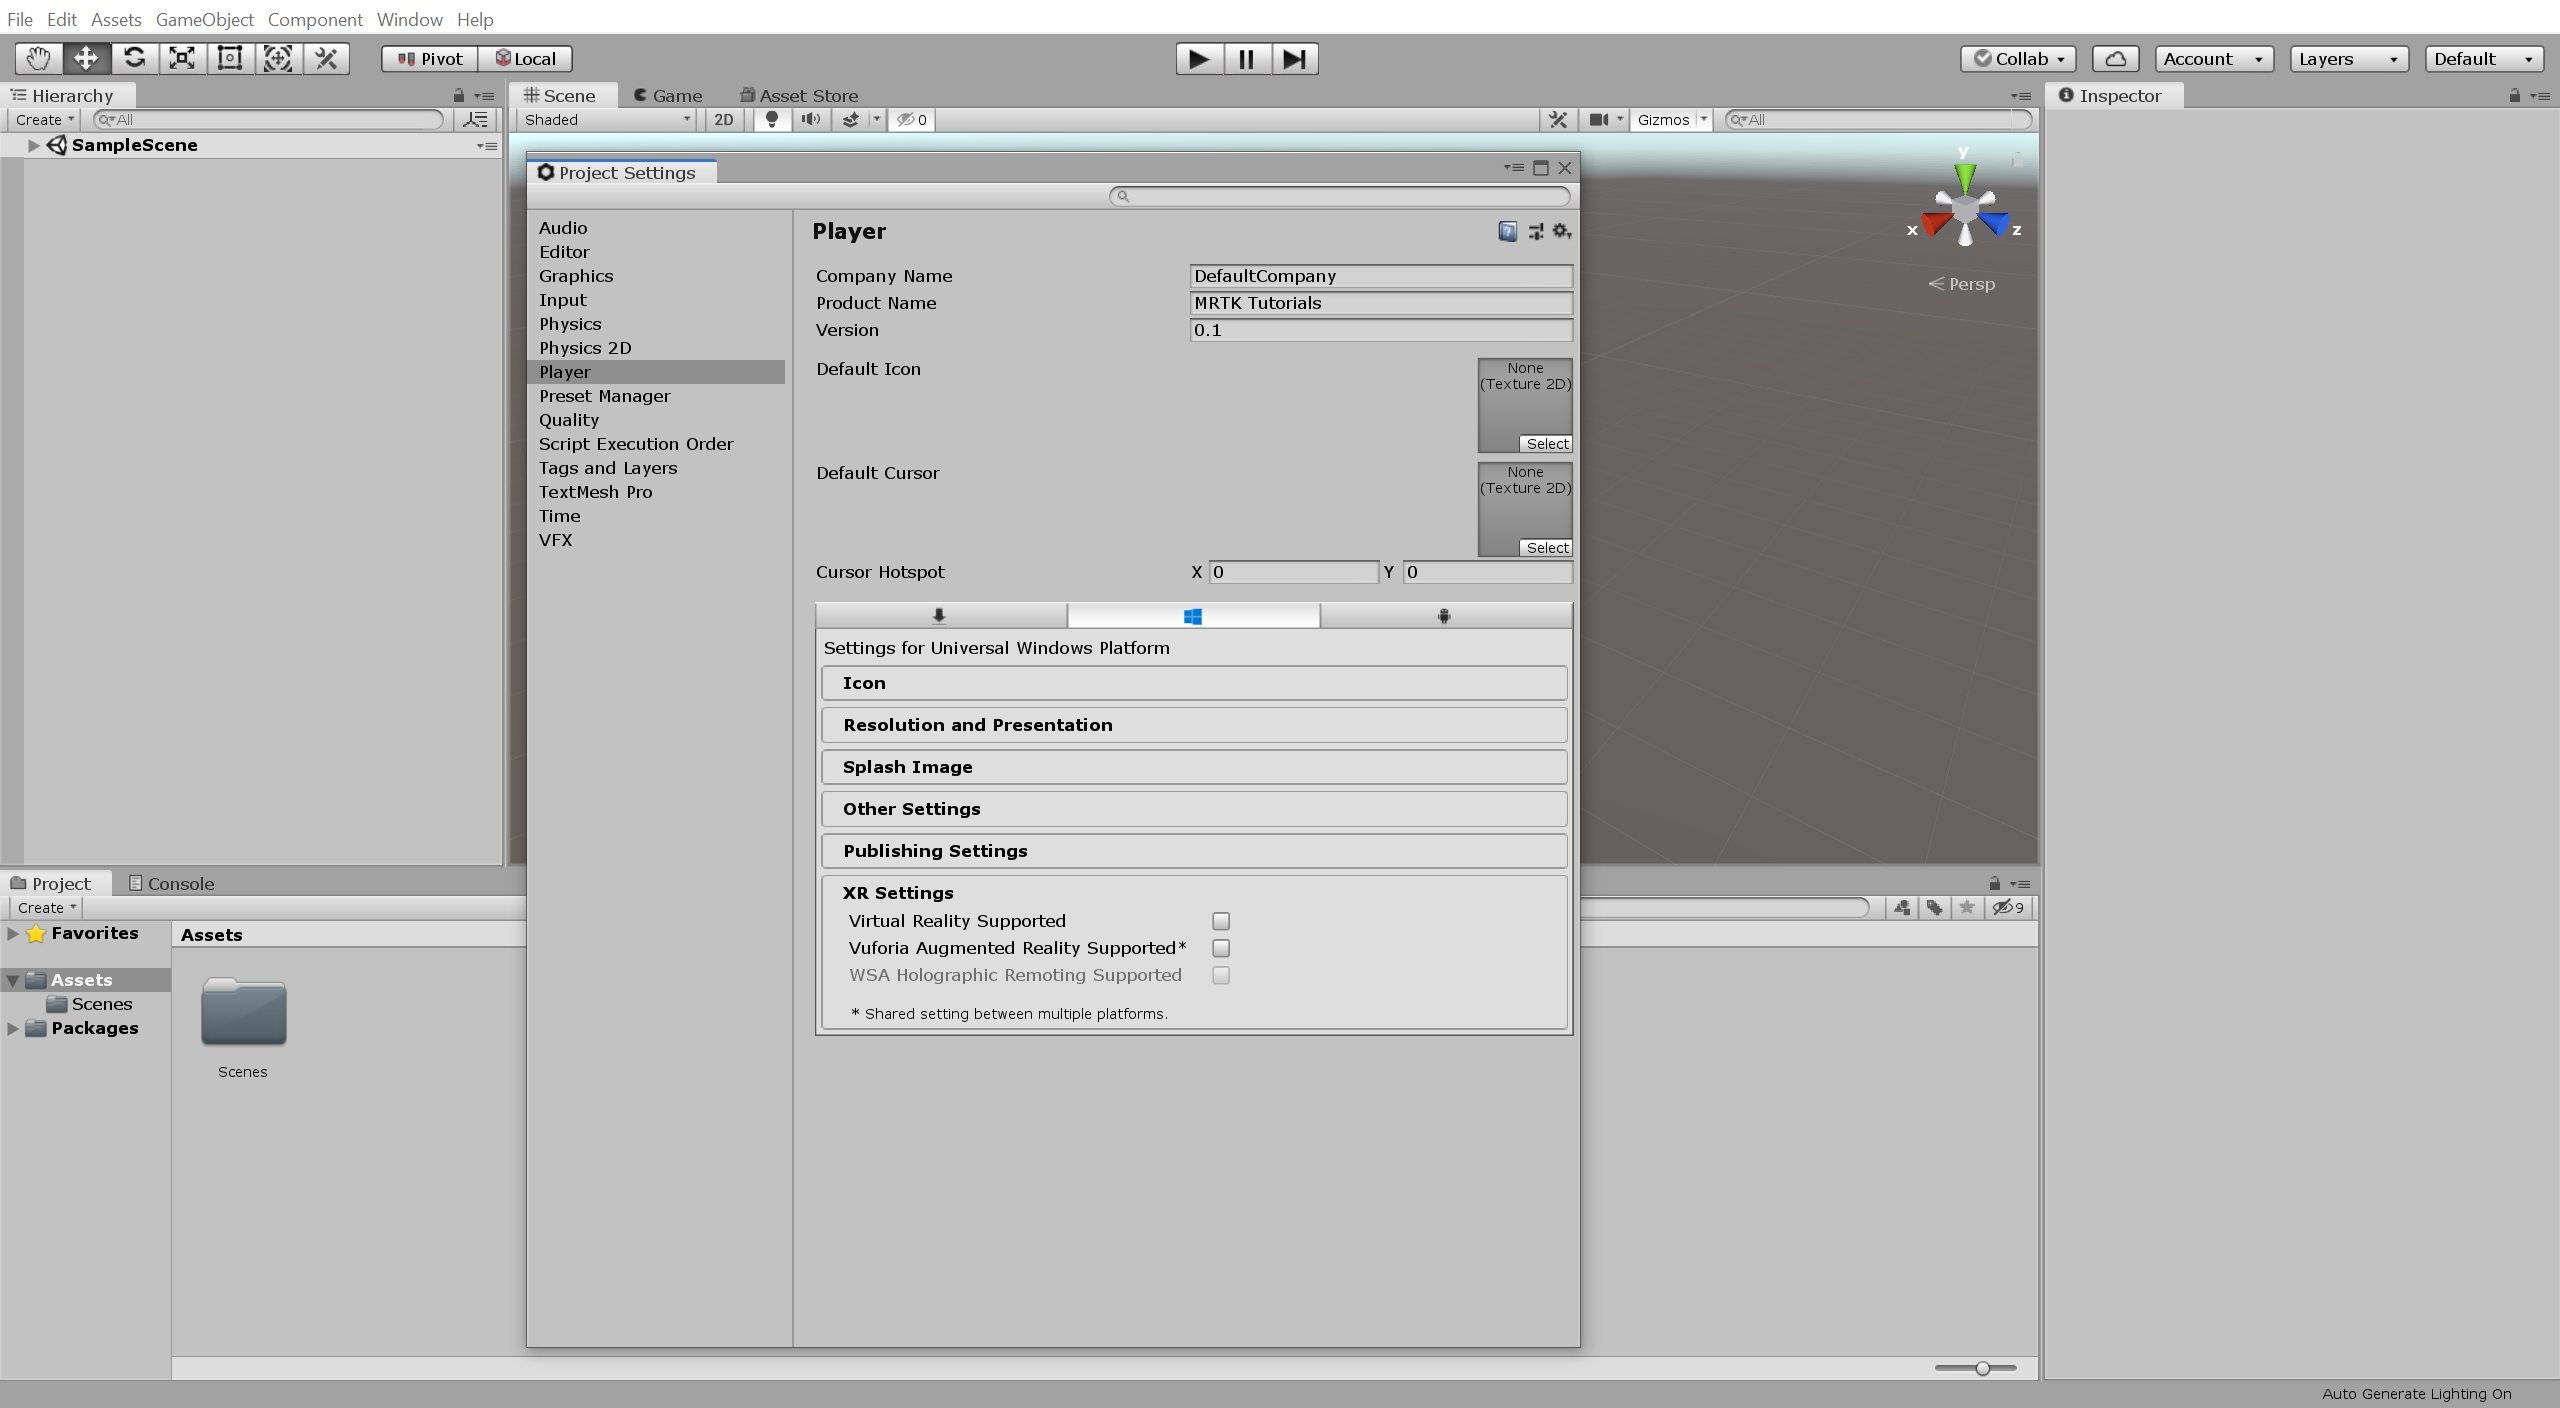 File Edit Assets GameObject Component Window Help
Pivot Local Collab Account Layers Default
Hierarchy Scene Game Asset Store Inspector
Create All Shaded 2D 0 Gizmos All
SampleScene
y
x z
Persp
Project Settings
Audio
Editor
Graphics
Input
Physics
Physics 2D
Player
Preset Manager
Quality
Script Execution Order
Tags and Layers
TextMesh Pro
Time
VFX
Player
Company Name DefaultCompany
Product Name MRTK Tutorials
Version 0.1
Default Icon None
(Texture 2D)
Select
Default Cursor None
(Texture 2D)
Select
Cursor Hotspot X 0 Y 0
Settings for Universal Windows Platform
Icon
Resolution and Presentation
Splash Image
Other Settings
Publishing Settings
XR Settings
Virtual Reality Supported
Vuforia Augmented Reality Supported*
WSA Holographic Remoting Supported
* Shared setting between multiple platforms.
Project Console
Create 9
Favorites Assets
Assets
Scenes
Packages
Scenes
Auto Generate Lighting On